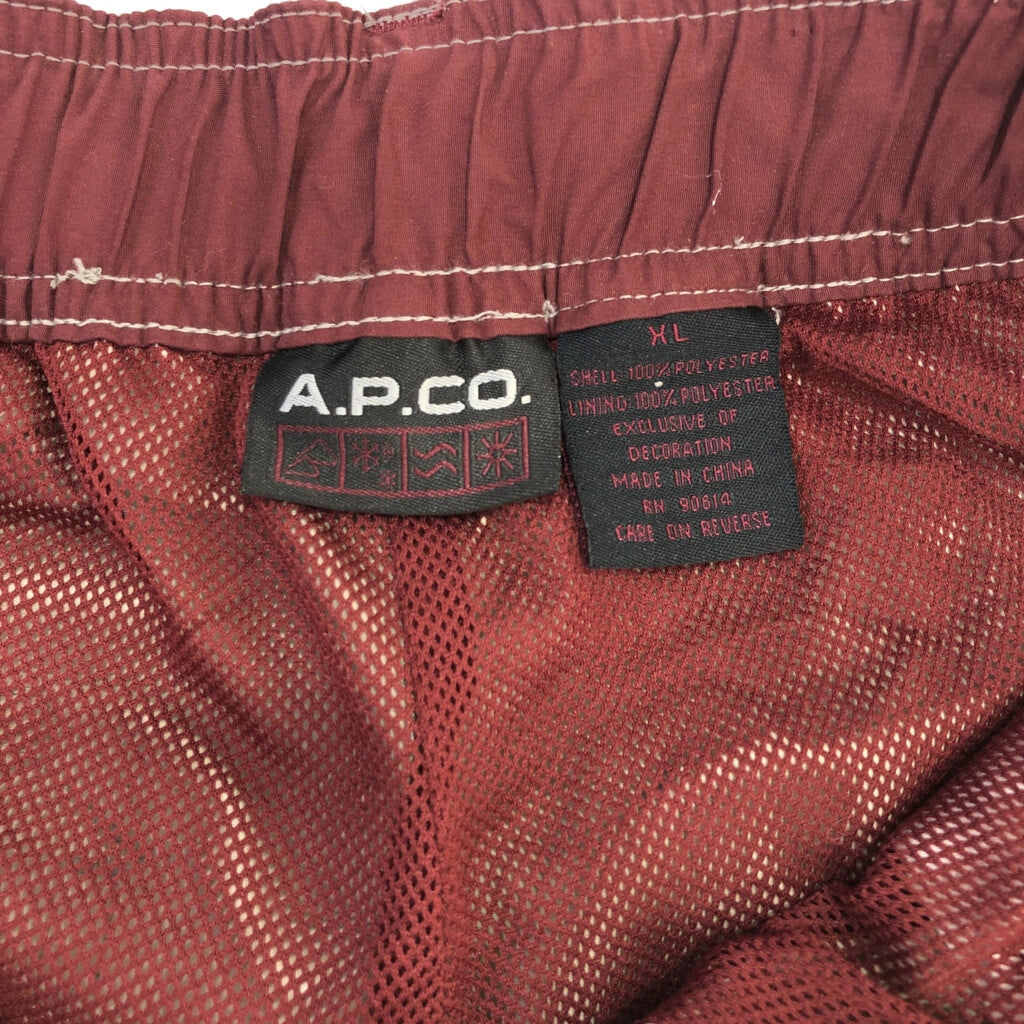 A.P.CO.
XL
SHELL 100% POLYESTER
LINING 100% POLYESTER
EXCLUSIVE OF
DECORATION
MADE IN CHINA
RN 90614
CARE ON REVERSE